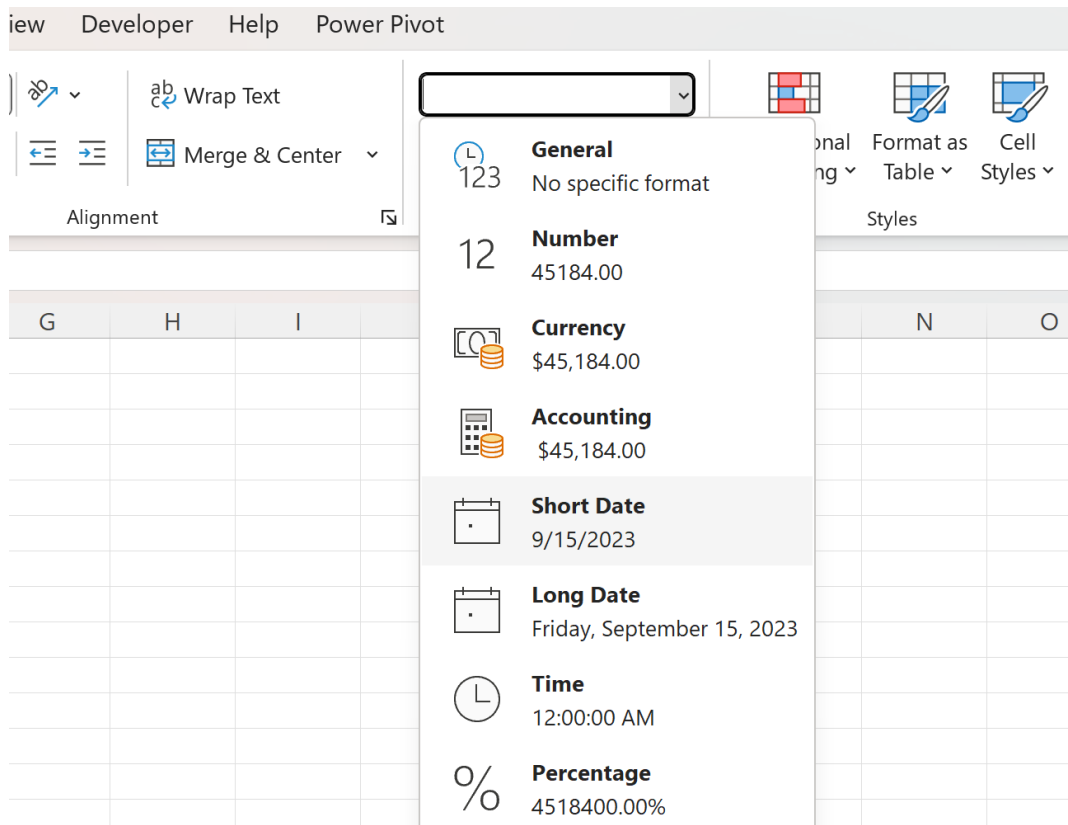 iew Developer Help Power Pivot
ab
ab
c
Wrap Text
Merge & Center
Alignment
onal
ng
Format as
Table
Cell
Styles
Styles
G H I N O
123
General
No specific format
12
Number
45184.00
Currency
$45,184.00
Accounting
$45,184.00
Short Date
9/15/2023
Long Date
Friday, September 15, 2023
Time
12:00:00 AM
%
Percentage
4518400.00%